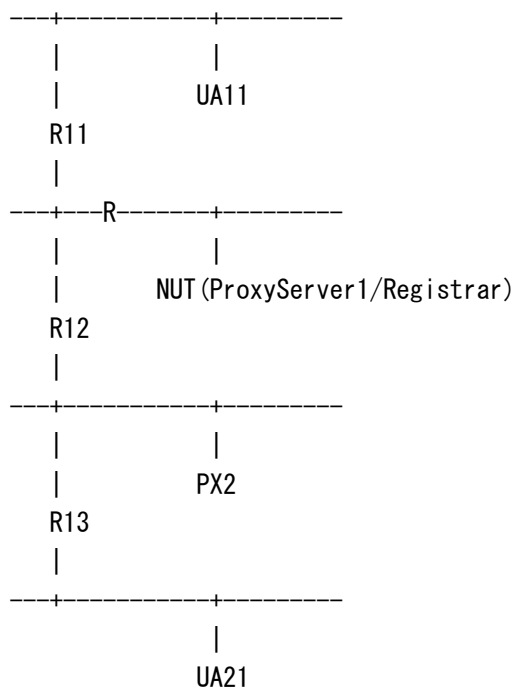 ---+-----------+---------
|           |
|         UA11
R11
|
---+---R-------+---------
|           |
|      NUT(ProxyServer1/Registrar)
R12
|
---+-----------+---------
|           |
|         PX2
R13
|
---+-----------+---------
|
UA21